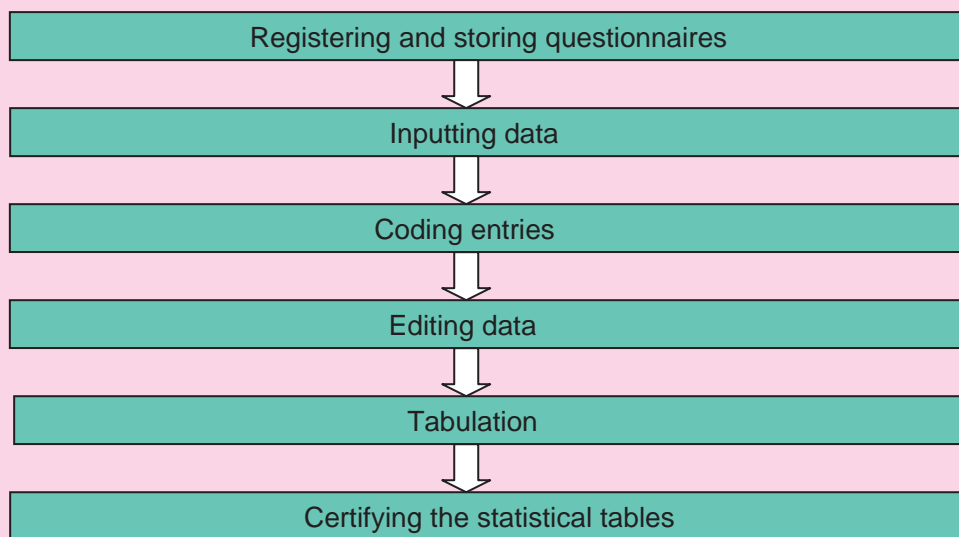 Registering and storing questionnaires
Inputting data
Coding entries
Editing data
Tabulation
Certifying the statistical tables